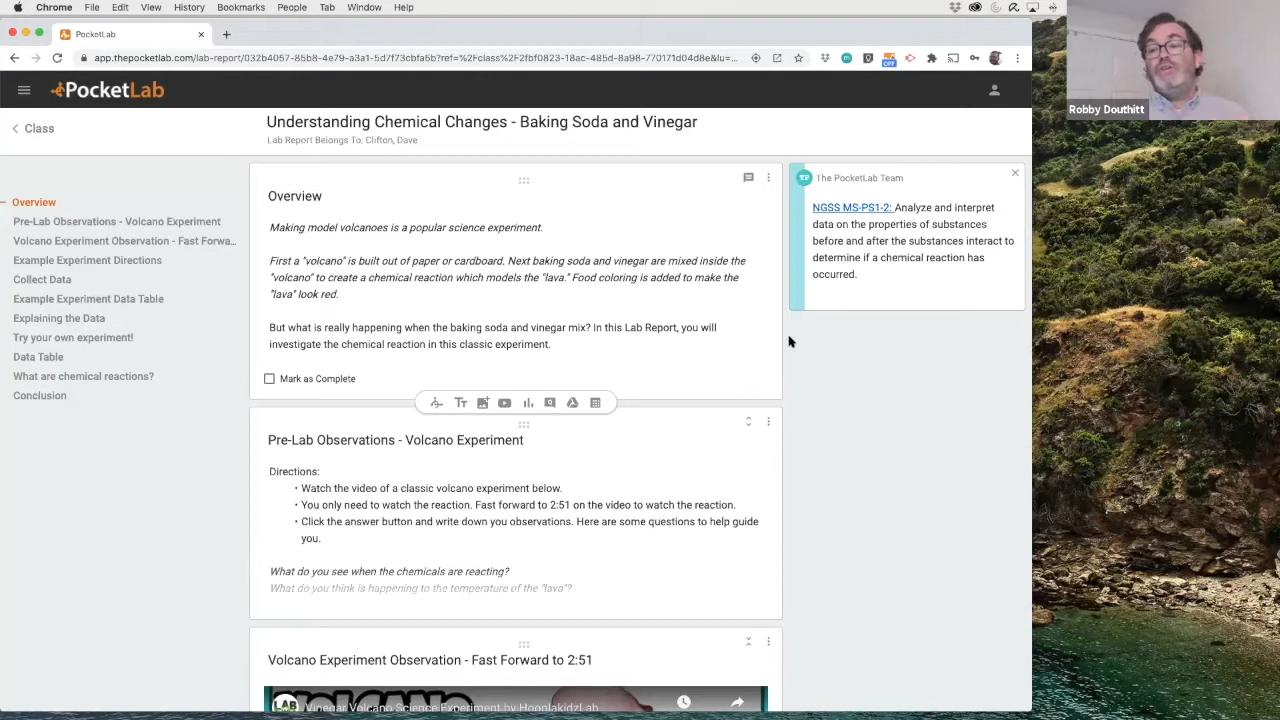 Chrome File Edit View History Bookmarks People Tab Window Help
PocketLab
app.thepocketlab.com/lab-report/032b4057-85b8-4e79-a3a1-5d7f73cbfa5b?ref=%2Fclass%2F2fbf0823-18ac-485d-8a98-770171d04d8e&lu=...
OFF
PocketLab
Robby Douthitt
Class
Understanding Chemical Changes - Baking Soda and Vinegar
Lab Report Belongs To: Clifton, Dave
Overview
Pre-Lab Observations - Volcano Experiment
Volcano Experiment Observation - Fast Forwa...
Example Experiment Directions
Collect Data
Example Experiment Data Table
Explaining the Data
Try your own experiment!
Data Table
What are chemical reactions?
Conclusion
Overview
Making model volcanoes is a popular science experiment.
First a "volcano" is built out of paper or cardboard. Next baking soda and vinegar are mixed inside the
"volcano" to create a chemical reaction which models the "lava." Food coloring is added to make the
"lava" look red.
But what is really happening when the baking soda and vinegar mix? In this Lab Report, you will
investigate the chemical reaction in this classic experiment.
Mark as Complete
Pre-Lab Observations - Volcano Experiment
Directions:
• Watch the video of a classic volcano experiment below.
• You only need to watch the reaction. Fast forward to 2:51 on the video to watch the reaction.
• Click the answer button and write down you observations. Here are some questions to help guide
you.
What do you see when the chemicals are reacting?
What do you think is happening to the temperature of the "lava"?
Volcano Experiment Observation - Fast Forward to 2:51
LAB
VOLCANO
Vinegar Volcano Science Experiment by HooplakidzLab
TP
The PocketLab Team
NGSS MS-PS1-2: Analyze and interpret
data on the properties of substances
before and after the substances interact to
determine if a chemical reaction has
occurred.